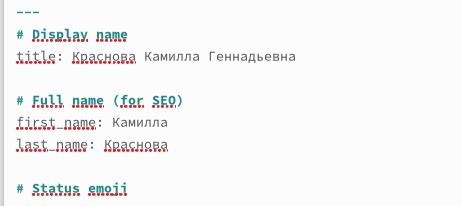 ---
# Display name
title: Краснова Камилла Геннадьевна
# Full name (for SEO)
first_name: Камилла
last_name: Краснова
# Status emoji